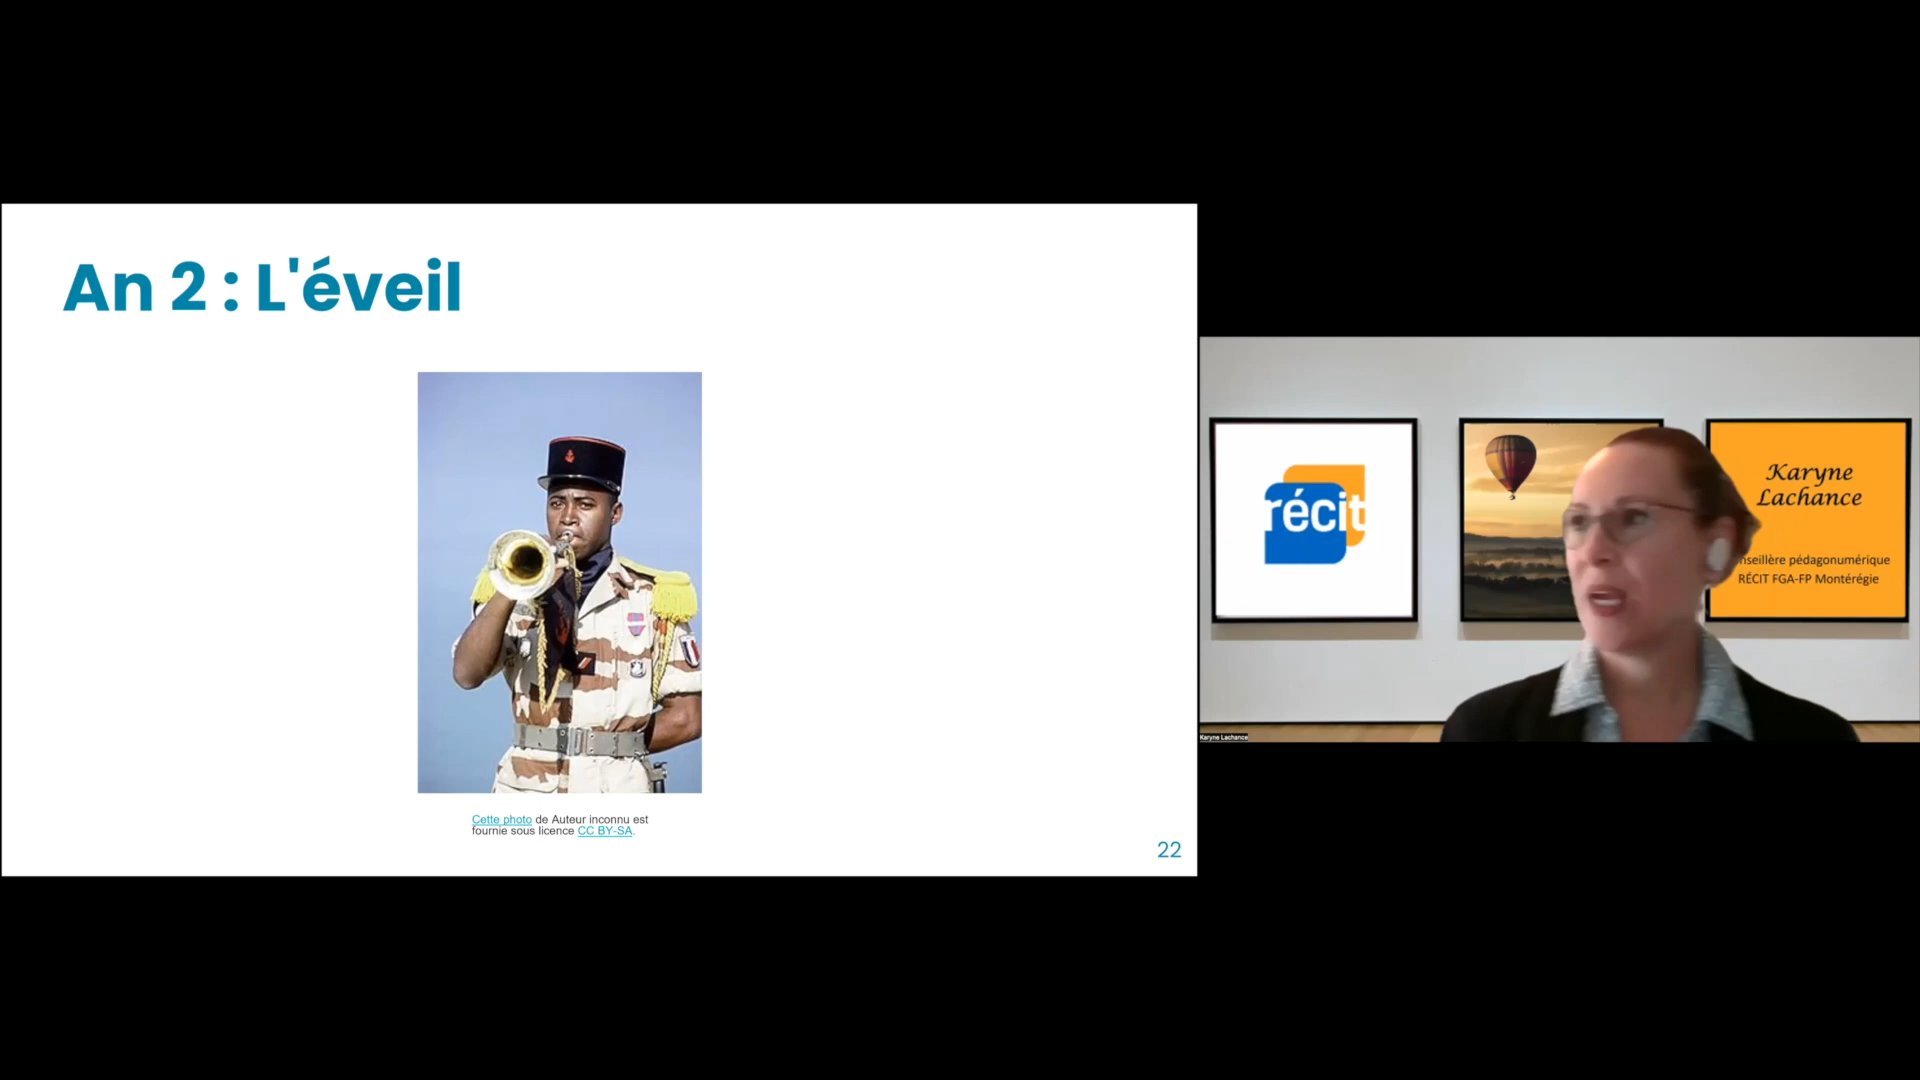 An 2 : L'éveil
Cette photo de Auteur inconnu est
fournie sous licence CC BY-SA.
22
récit
Karyne
Lachance
nseillère pédagonumérique
RÉCIT FGA-FP Montérégie
Karyne Lachance